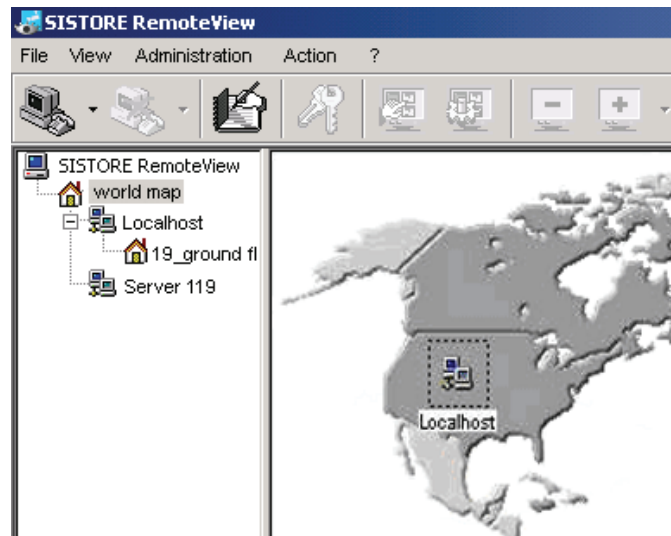 SISTORE RemoteView
File View Administration Action ?
SISTORE RemoteView
world map
Localhost
19_ground fl
Server 119
Localhost